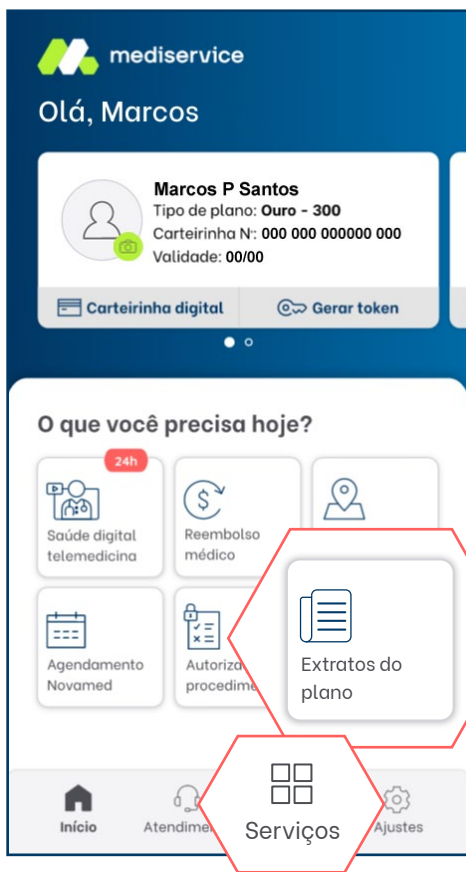 mediservice
Olá, Marcos
Marcos P Santos
Tipo de plano: Ouro - 300
Carteirinha N: 000 000 000000 000
Validade: 00/00
Carteirinha digital
Gerar token
O que você precisa hoje?
24h
Saúde digital
telemedicina
Reembolso
médico
Agendamento
Novamed
Autoriza
procedime
Extratos do
plano
Início
Atendime
Serviços
Ajustes